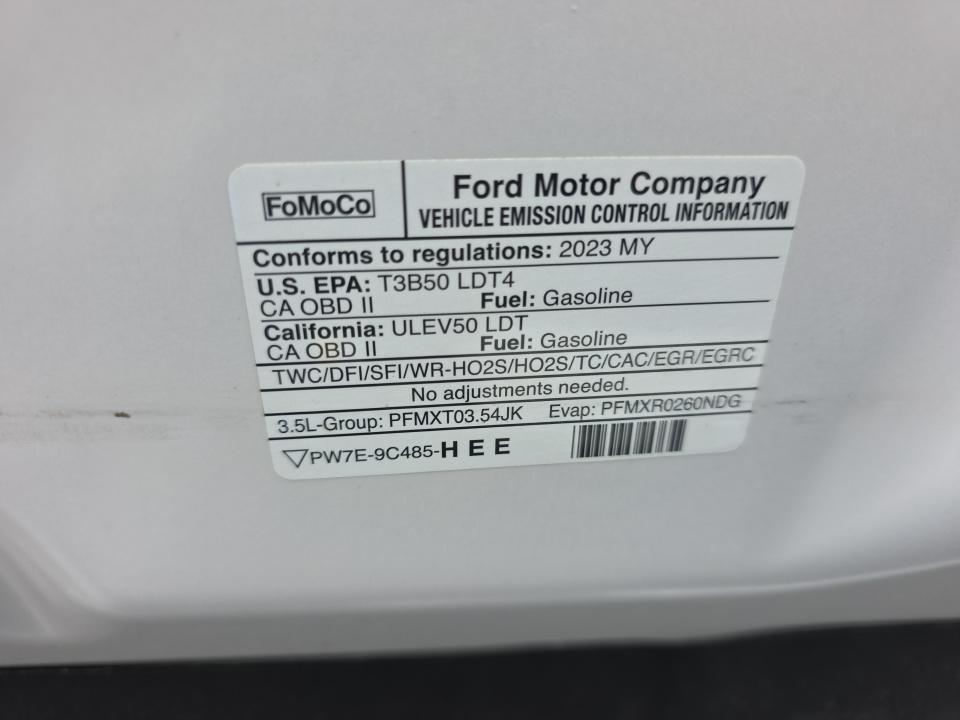 FoMoCo
Ford Motor Company
VEHICLE EMISSION CONTROL INFORMATION
Conforms to regulations: 2023 MY
U.S. EPA: T3B50 LDT4
CA OBD II Fuel: Gasoline
California: ULEV50 LDT
CA OBD II Fuel: Gasoline
TWC/DFI/SFI/WR-HO2S/HO2S/TC/CAC/EGR/EGRC
No adjustments needed.
3.5L-Group: PFMXT03.54JK Evap: PFMXR0260NDG
PW7E-9C485-HEE